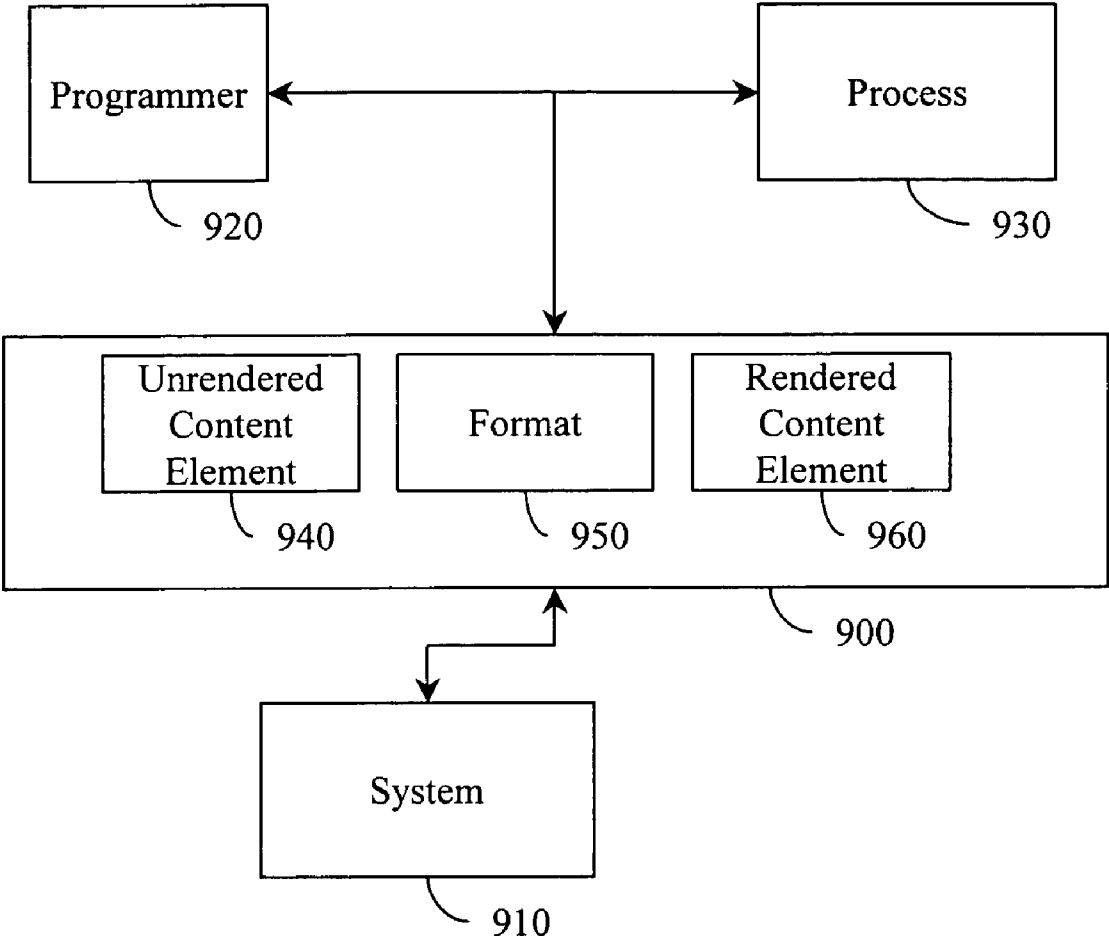 Programmer
Process
920
930
Unrendered
Content
Element
Format
Rendered
Content
Element
940
950
960
900
System
910